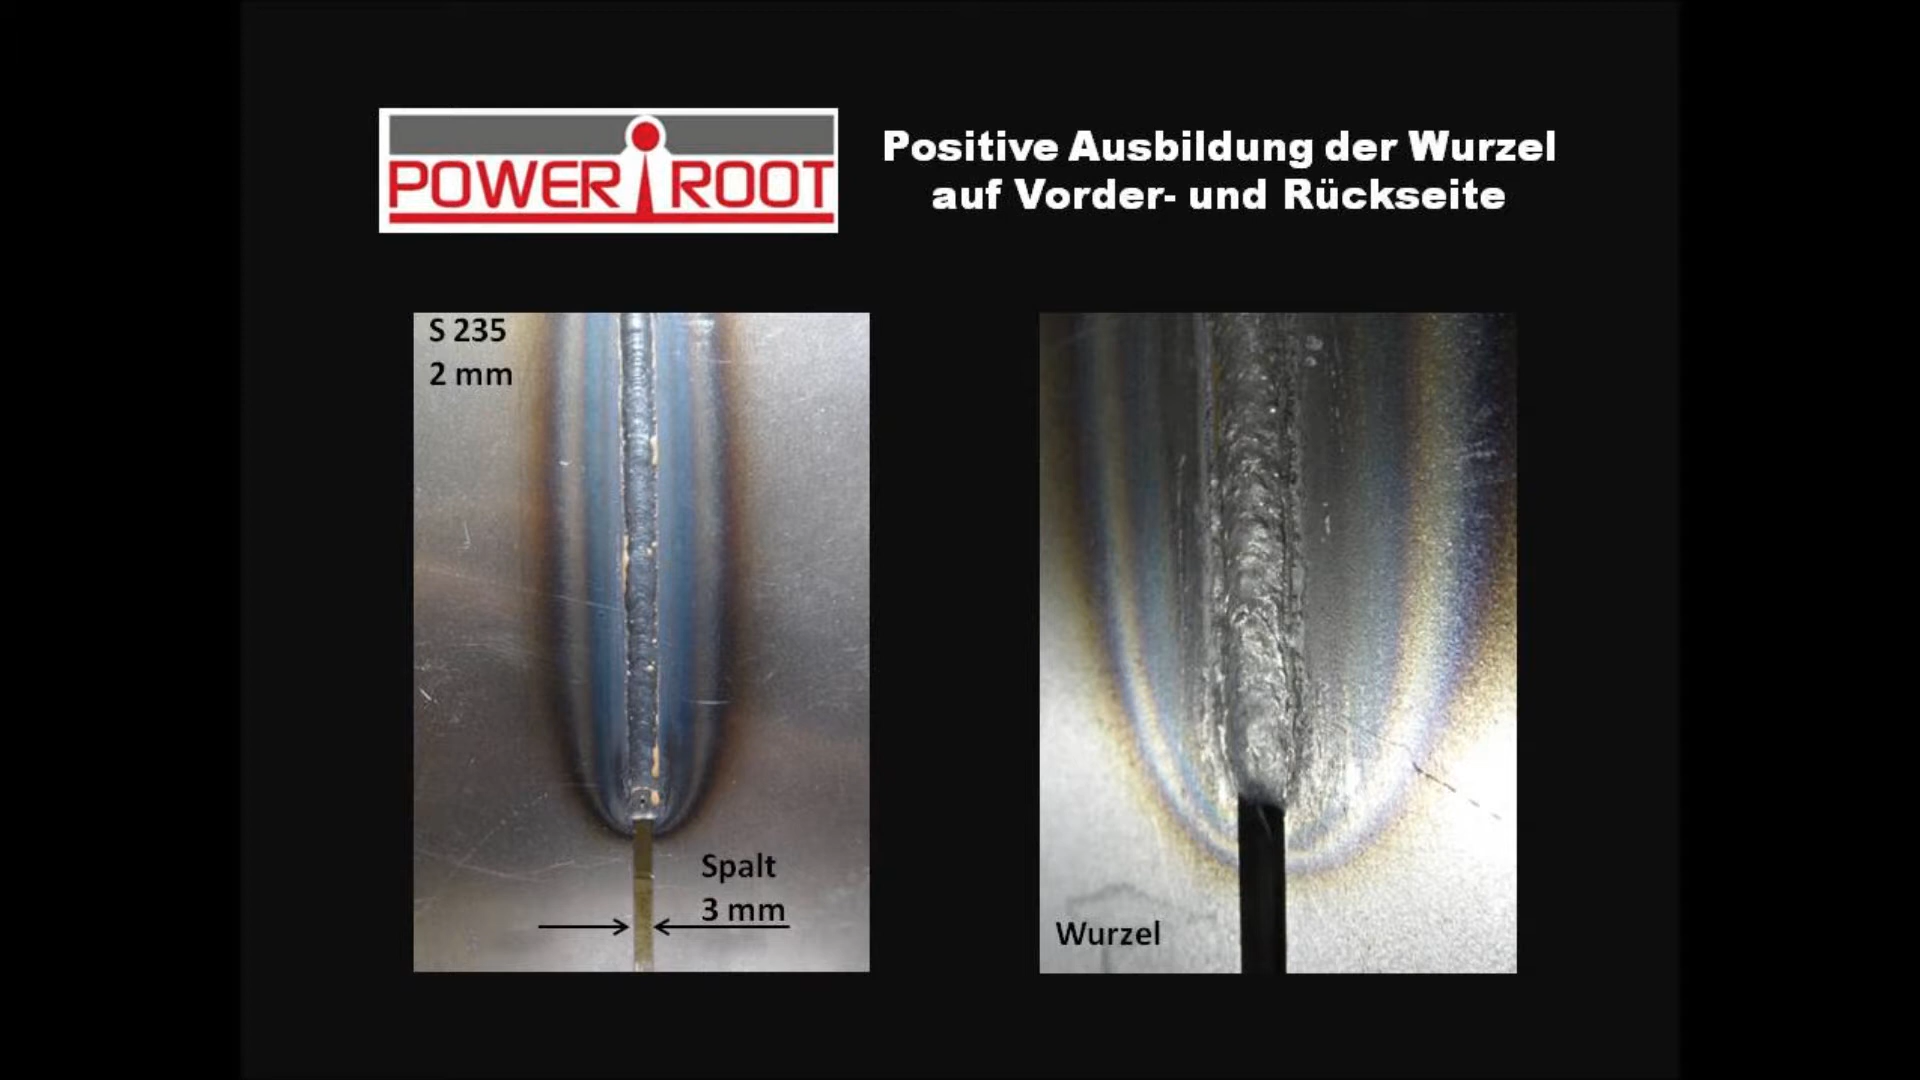 POWER ROOT
Positive Ausbildung der Wurzel
auf Vorder- und Rückseite
S 235
2 mm
Spalt
3 mm
Wurzel